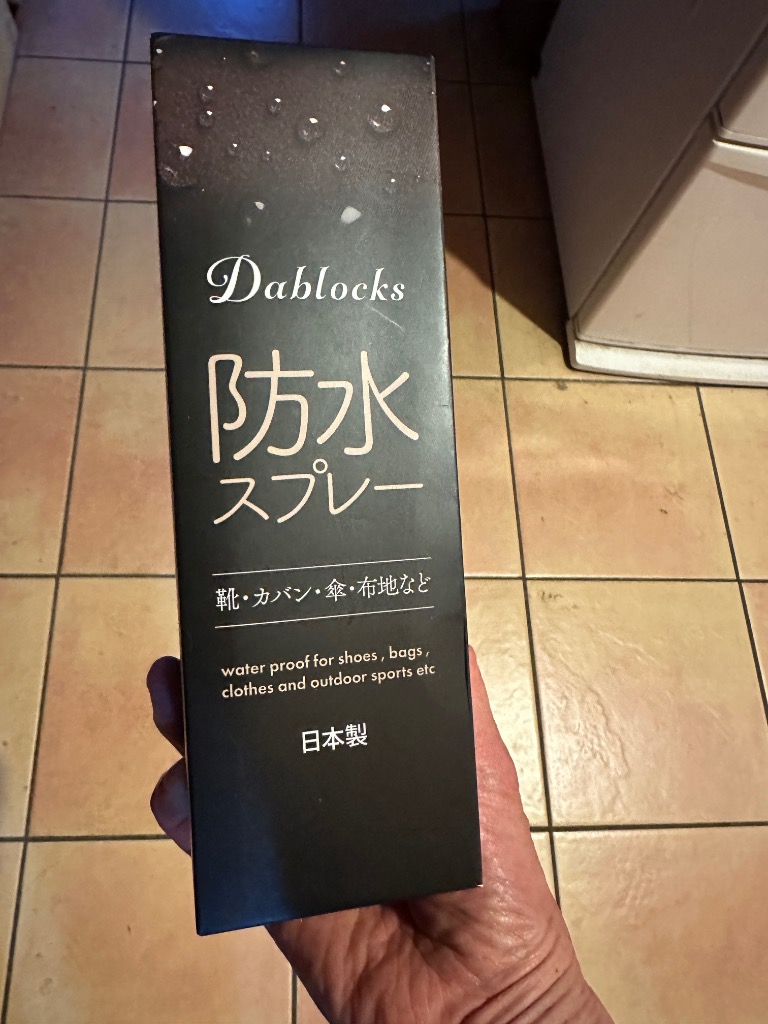 Dablocks
防水
スプレー
靴・カバン・傘・布地など
water proof for shoes , bags ,
clothes and outdoor sports etc
日本製